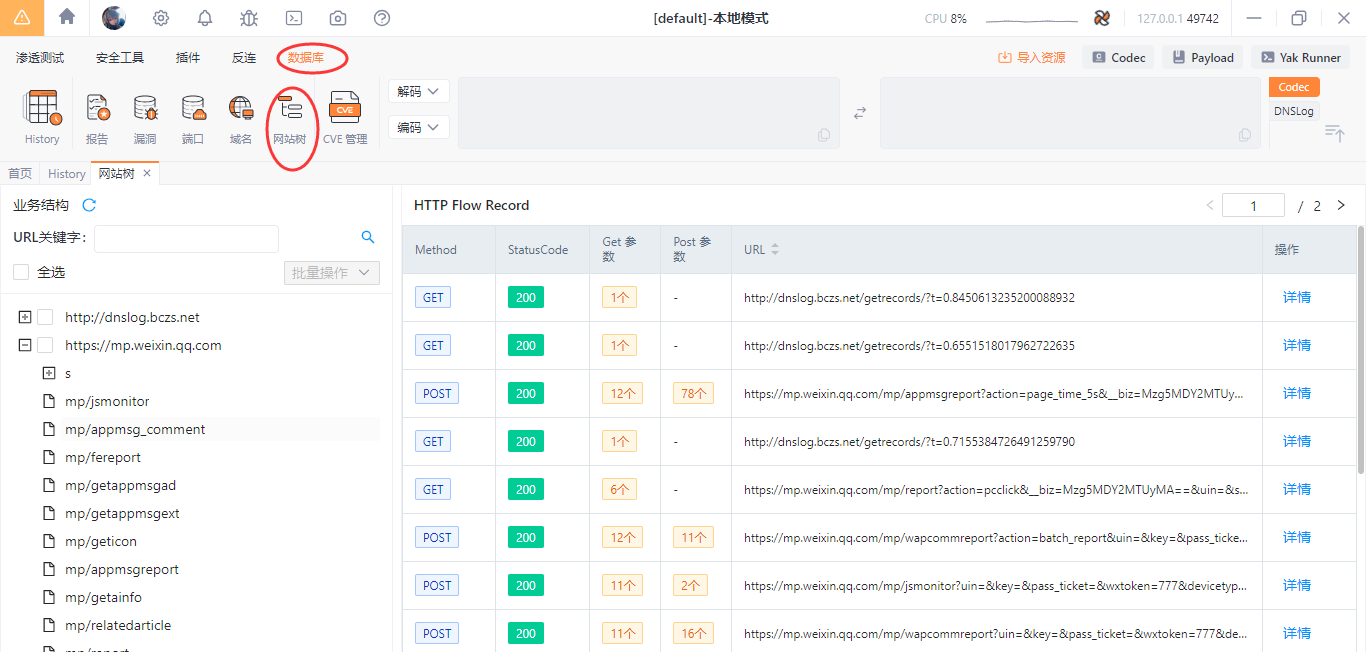 [default]-本地模式
CPU 8%
127.0.0.1 49742
渗透测试 安全工具 插件 反连 数据库
导入资源 Codec Payload Yak Runner
History 报告 漏洞 端口 域名 网站树 CVE 管理
CVE
解码
编码
Codec
DNSLog
首页 History 网站树
业务结构
URL关键字:
全选 批量操作
http://dnslog.bczs.net
https://mp.weixin.qq.com
s
mp/jsmonitor
mp/appmsg_comment
mp/fereport
mp/getappmsgad
mp/getappmsgext
mp/geticon
mp/appmsgreport
mp/getainfo
mp/relatedarticle
mp/report
HTTP Flow Record 1 / 2
Method StatusCode Get 参数 Post 参数 URL 操作
GET 200 1个 - http://dnslog.bczs.net/getrecords/?t=0.8450613235200088932 详情
GET 200 1个 - http://dnslog.bczs.net/getrecords/?t=0.6551518017962722635 详情
POST 200 12个 78个 https://mp.weixin.qq.com/mp/appmsgreport?action=page_time_5s&__biz=Mzg5MDY2MTUy... 详情
GET 200 1个 - http://dnslog.bczs.net/getrecords/?t=0.7155384726491259790 详情
GET 200 6个 - https://mp.weixin.qq.com/mp/report?action=pcclick&__biz=Mzg5MDY2MTUyMA==&uin=&s... 详情
POST 200 12个 11个 https://mp.weixin.qq.com/mp/wapcommreport?action=batch_report&uin=&key=&pass_ticke... 详情
POST 200 11个 2个 https://mp.weixin.qq.com/mp/jsmonitor?uin=&key=&pass_ticket=&wxtoken=777&devicetyp... 详情
POST 200 11个 16个 https://mp.weixin.qq.com/mp/wapcommreport?uin=&key=&pass_ticket=&wxtoken=777&de... 详情